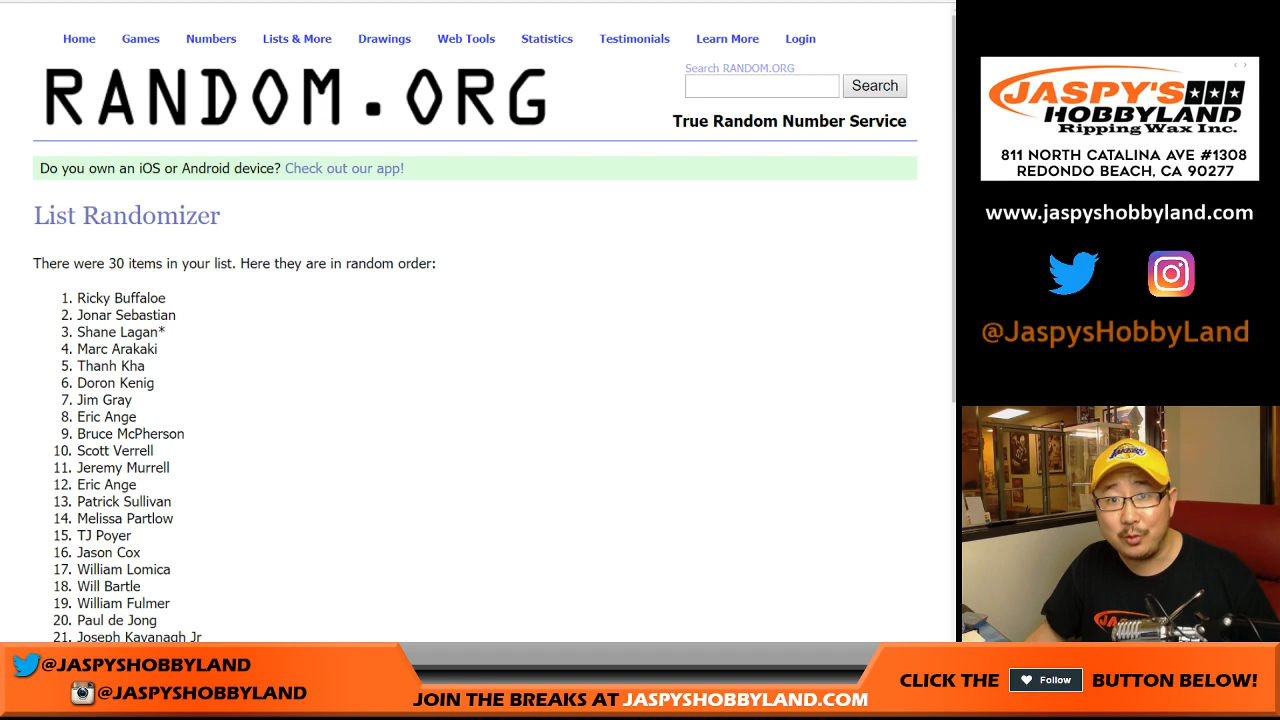 Home Games Numbers Lists & More Drawings Web Tools Statistics Testimonials Learn More Login
RANDOM.ORG
Search RANDOM.ORG
Search
True Random Number Service
Do you own an iOS or Android device? Check out our app!
List Randomizer
There were 30 items in your list. Here they are in random order:
1. Ricky Buffaloe
2. Jonar Sebastian
3. Shane Lagan*
4. Marc Arakaki
5. Thanh Kha
6. Doron Kenig
7. Jim Gray
8. Eric Ange
9. Bruce McPherson
10. Scott Verrell
11. Jeremy Murrell
12. Eric Ange
13. Patrick Sullivan
14. Melissa Partlow
15. TJ Poyer
16. Jason Cox
17. William Lomica
18. Will Bartle
19. William Fulmer
20. Paul de Jong
21. Joseph Kavanagh Jr
JASPY'S
HOBBYLAND
Ripping Wax Inc.
811 NORTH CATALINA AVE #1308
REDONDO BEACH, CA 90277
www.jaspyshobbyland.com
@JaspysHobbyLand
@JASPYSHOBBYLAND
@JASPYSHOBBYLAND
JOIN THE BREAKS AT JASPYSHOBBYLAND.COM
CLICK THE Follow BUTTON BELOW!